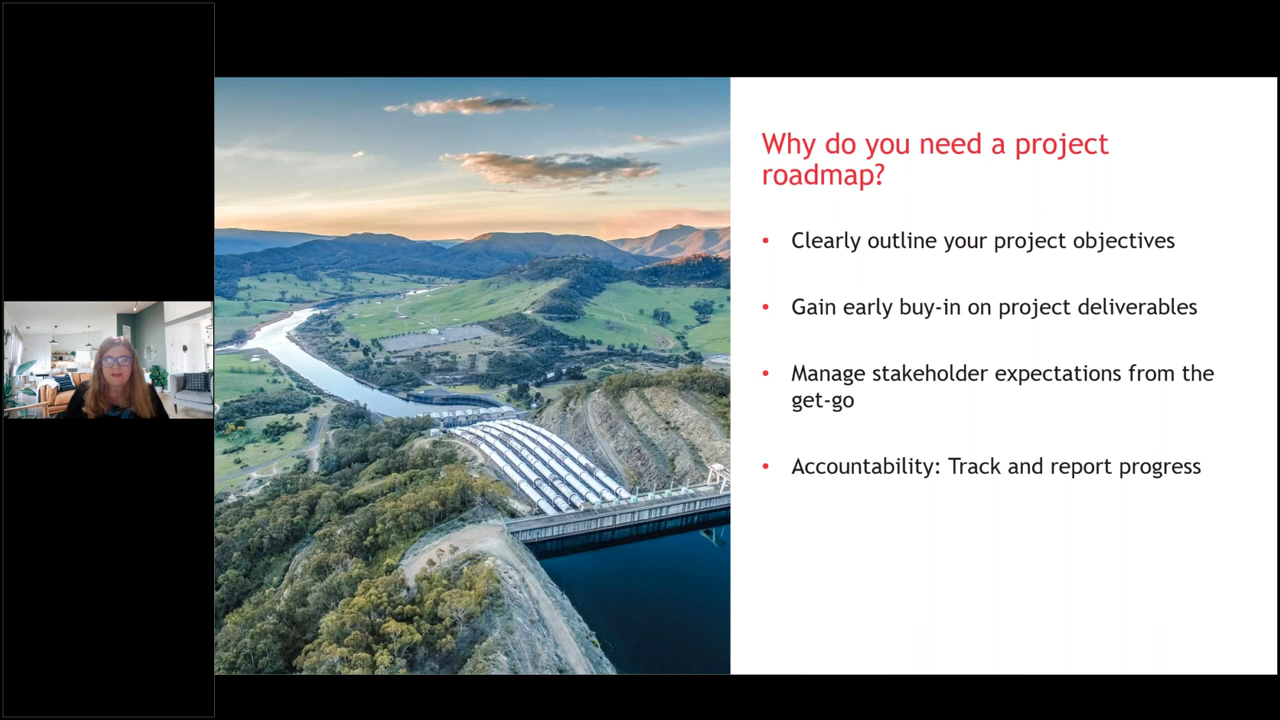 Why do you need a project
roadmap?
• Clearly outline your project objectives
• Gain early buy-in on project deliverables
• Manage stakeholder expectations from the
get-go
• Accountability: Track and report progress